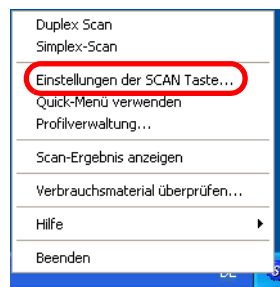 Duplex Scan
Simplex-Scan
Einstellungen der SCAN Taste...
Quick-Menü verwenden
Profilverwaltung...
Scan-Ergebnis anzeigen
Verbrauchsmaterial überprüfen...
Hilfe
Beenden